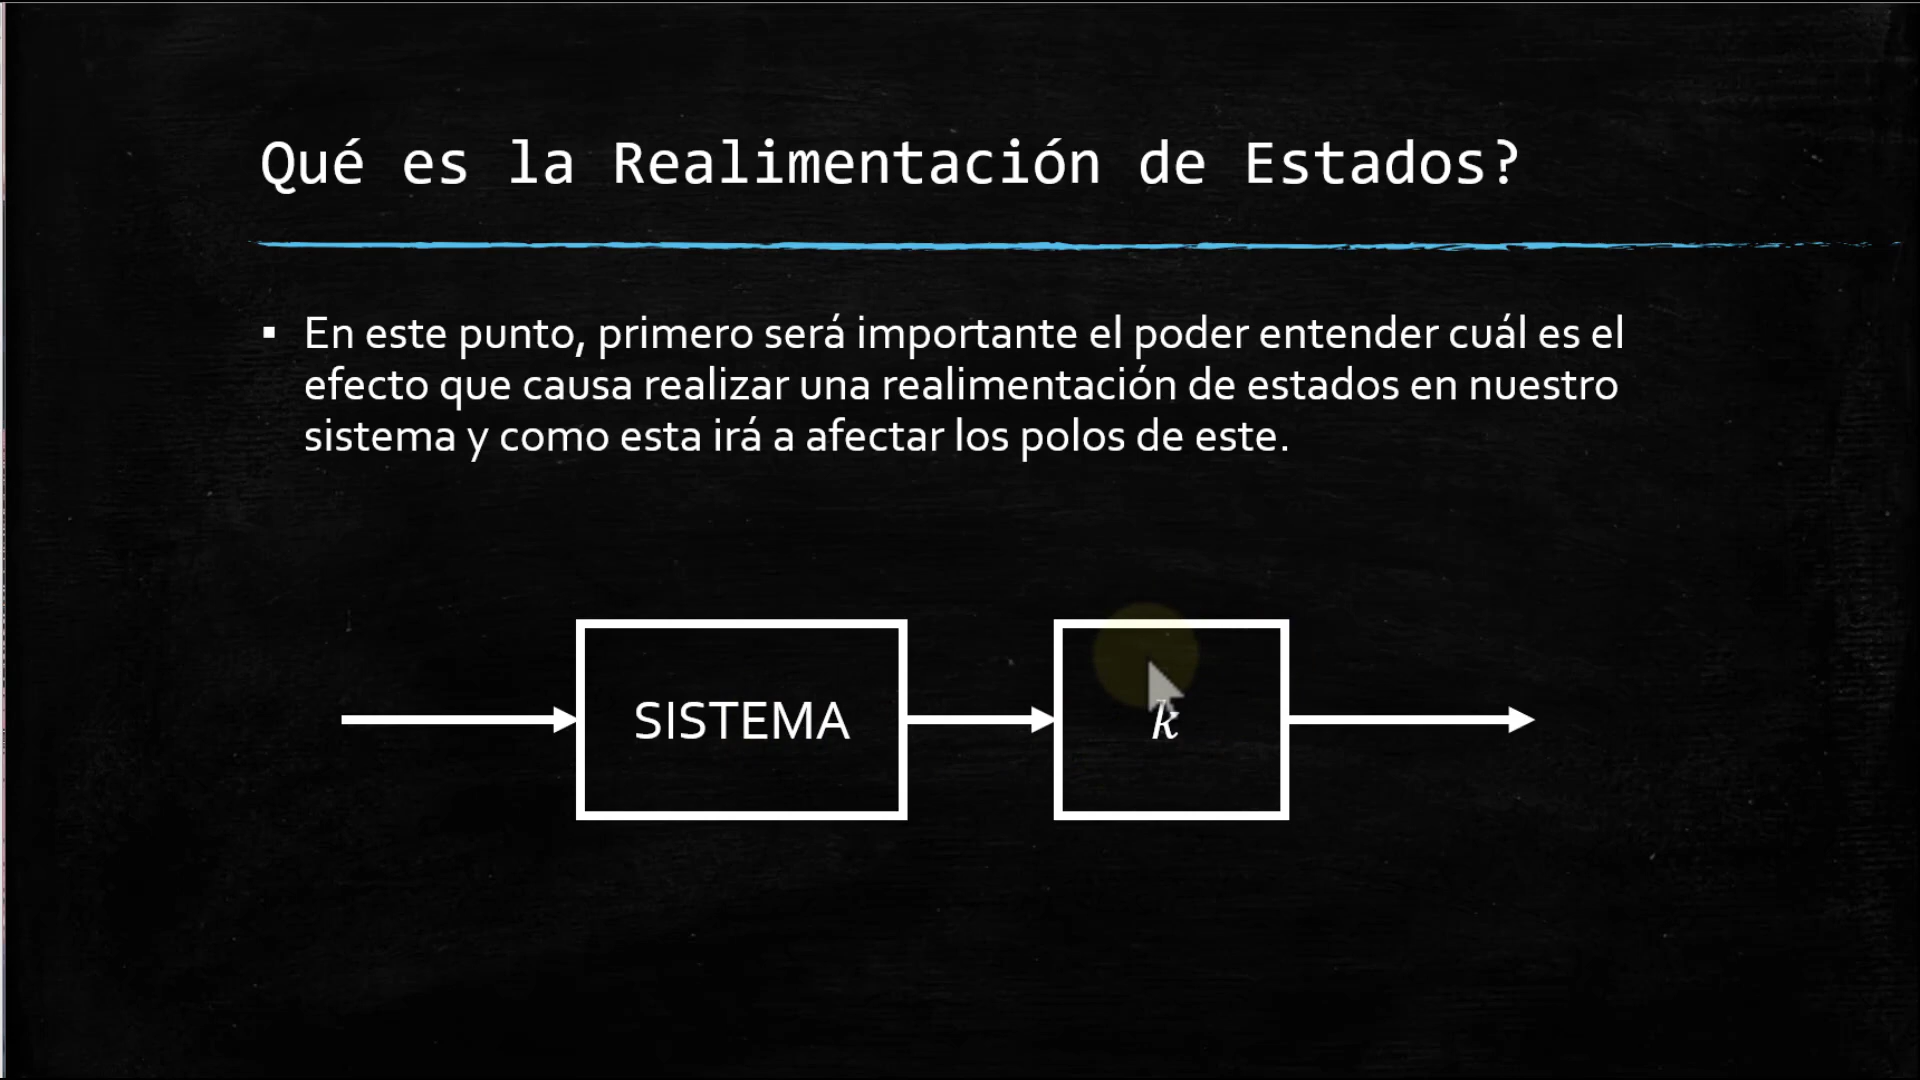 Qué es la Realimentación de Estados?
▪ En este punto, primero será importante el poder entender cuál es el
efecto que causa realizar una realimentación de estados en nuestro
sistema y como esta irá a afectar los polos de este.
SISTEMA
k